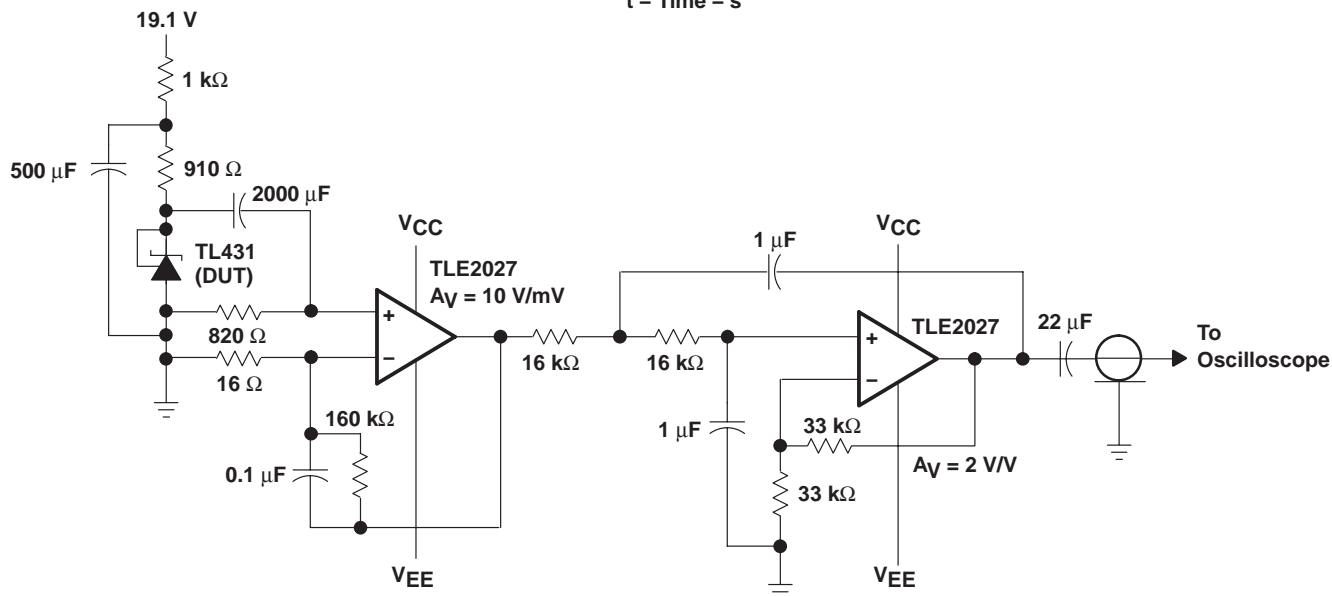 t – Time – s
19.1 V
1 kΩ
500 μF
910 Ω
2000 μF
TL431
(DUT)
820 Ω
16 Ω
160 kΩ
0.1 μF
VCC
TLE2027
AV = 10 V/mV
+
–
VEE
16 kΩ
16 kΩ
1 μF
1 μF
VCC
TLE2027
+
–
33 kΩ
AV = 2 V/V
33 kΩ
VEE
22 μF
To
Oscilloscope